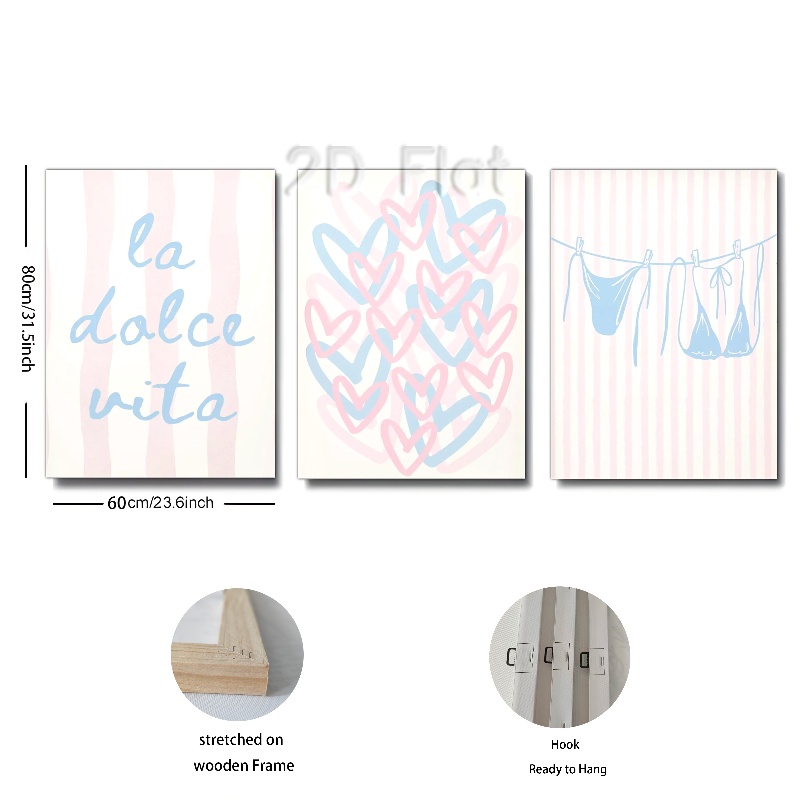 2D Flat
la
dolce
vita
80cm/31.5inch
60cm/23.6inch
stretched on
wooden Frame
Hook
Ready to Hang